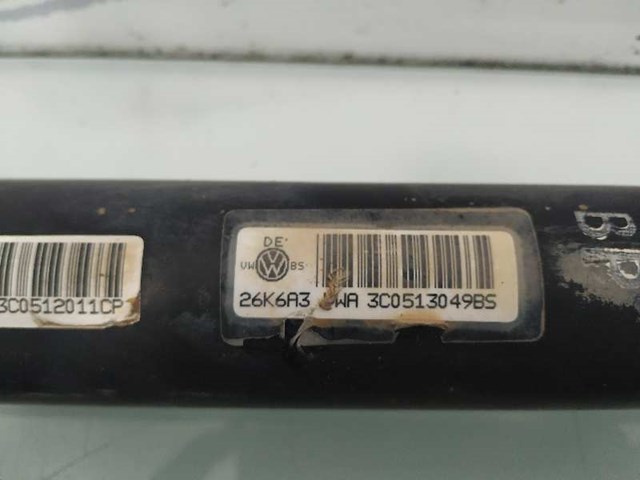 3C0512011CP
DE
VW BS
26K6A3 WA 3C0513049BS
B